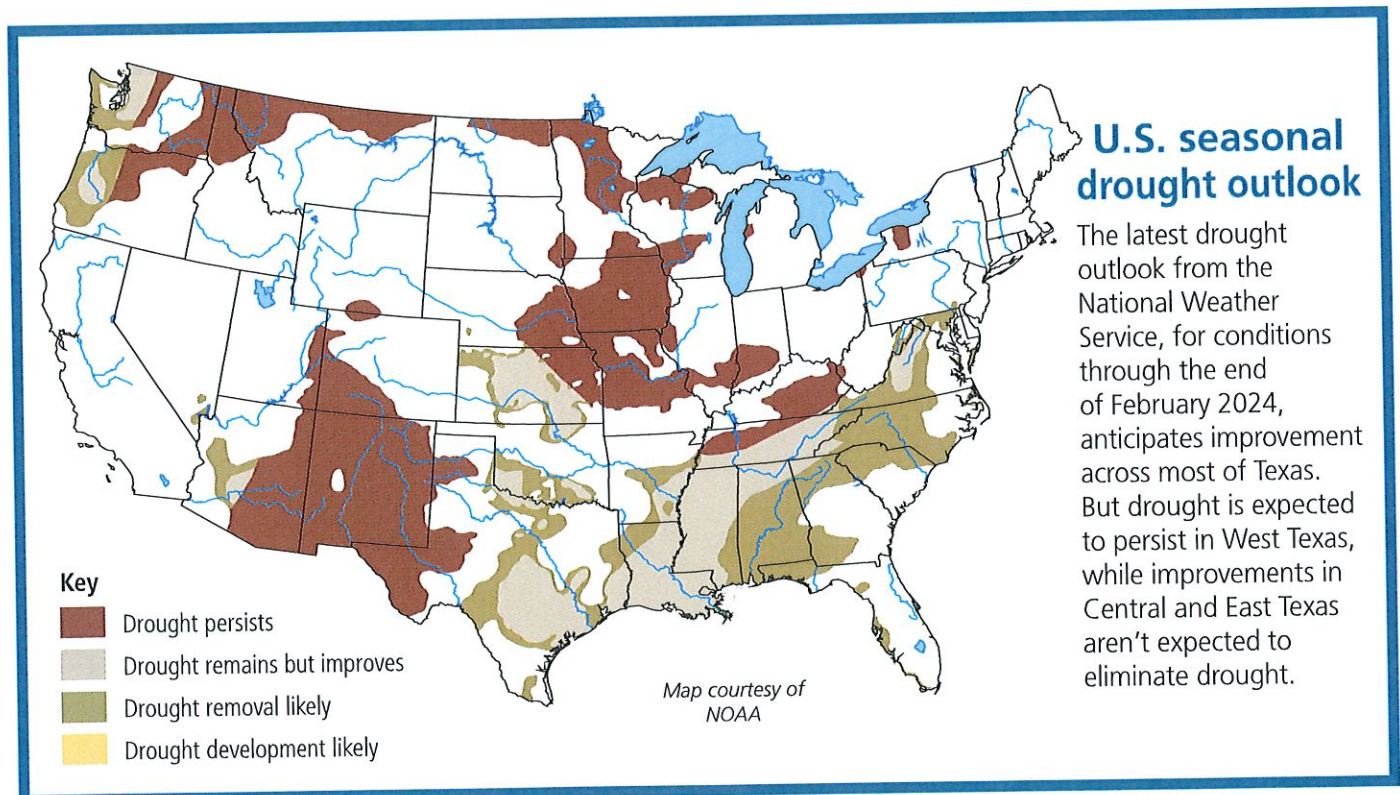 U.S. seasonal
drought outlook
The latest drought
outlook from the
National Weather
Service, for conditions
through the end
of February 2024,
anticipates improvement
across most of Texas.
But drought is expected
to persist in West Texas,
while improvements in
Central and East Texas
aren't expected to
eliminate drought.
Key
Drought persists
Drought remains but improves
Drought removal likely
Drought development likely
Map courtesy of
NOAA